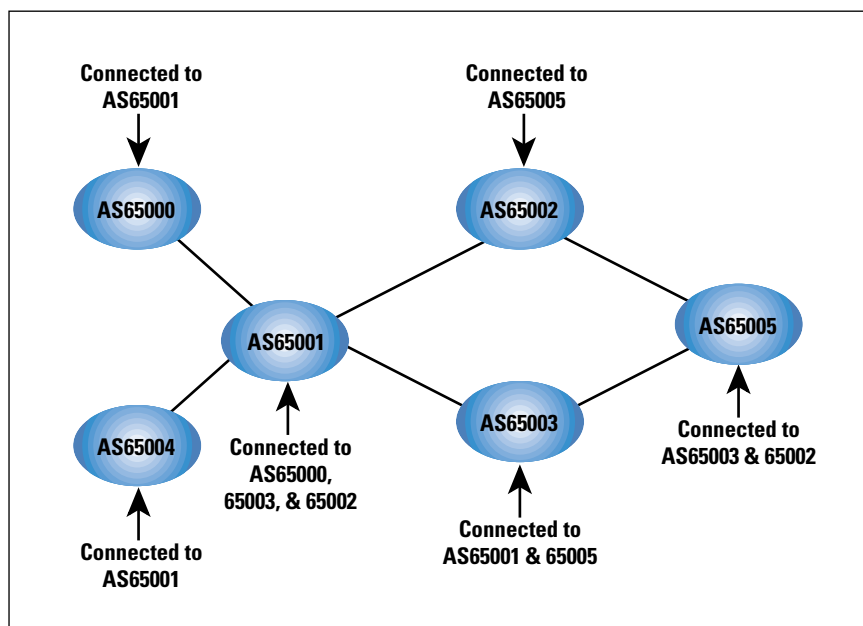 Connected to
AS65001
Connected to
AS65005
AS65000
AS65002
AS65001
AS65005
AS65004
AS65003
Connected to
AS65000,
65003, & 65002
Connected to
AS65003 & 65002
Connected to
AS65001 & 65005
Connected to
AS65001